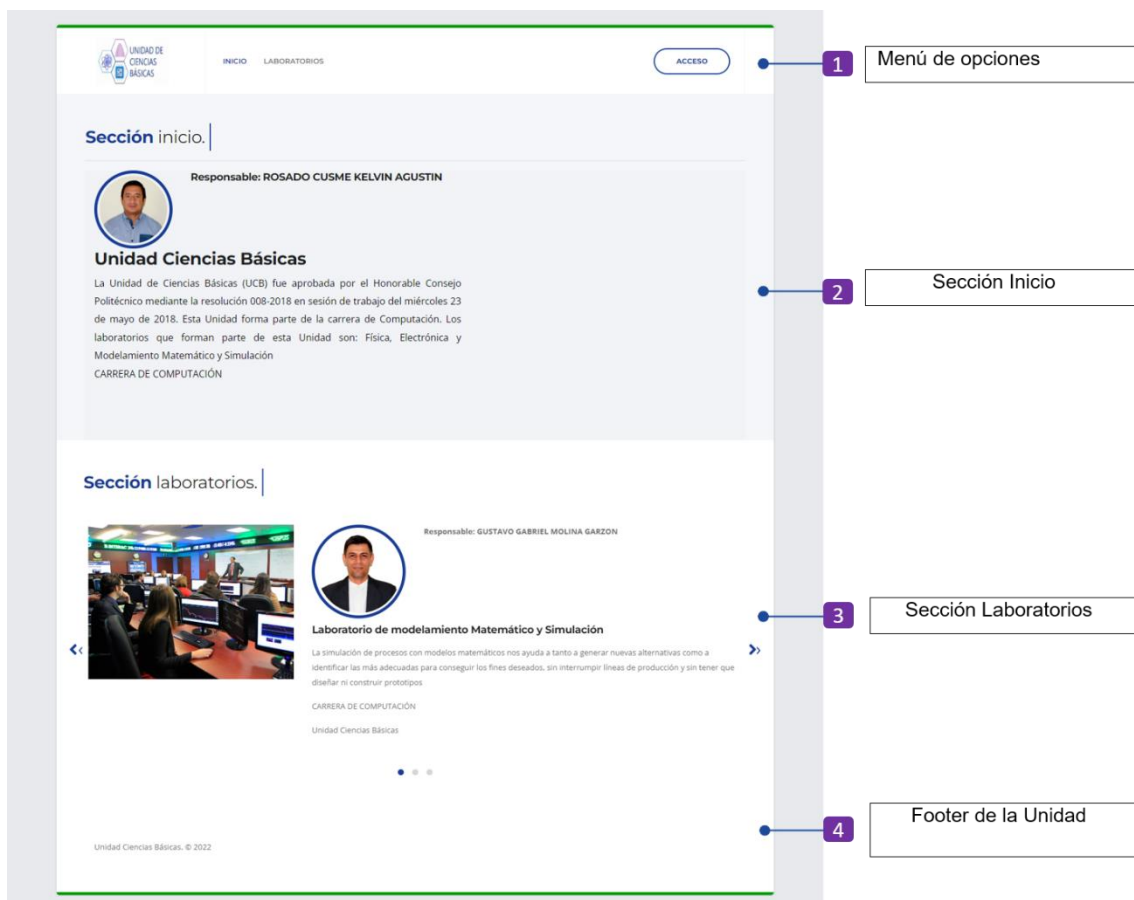 UNIDAD DE
CIENCIAS
BÁSICAS
INICIO LABORATORIOS
ACCESO
1 Menú de opciones
Sección inicio.
Responsable: ROSADO CUSME KELVIN AGUSTIN
Unidad Ciencias Básicas
La Unidad de Ciencias Básicas (UCB) fue aprobada por el Honorable Consejo
Politécnico mediante la resolución 008-2018 en sesión de trabajo del miércoles 23
de mayo de 2018. Esta Unidad forma parte de la carrera de Computación. Los
laboratorios que forman parte de esta Unidad son: Física, Electrónica y
Modelamiento Matemático y Simulación
CARRERA DE COMPUTACIÓN
2 Sección Inicio
Sección laboratorios.
Responsable: GUSTAVO GABRIEL MOLINA GARZON
Laboratorio de modelamiento Matemático y Simulación
La simulación de procesos con modelos matemáticos nos ayuda a tanto a generar nuevas alternativas como a
identificar las más adecuadas para conseguir los fines deseados, sin interrumpir líneas de producción y sin tener que
diseñar ni construir prototipos
CARRERA DE COMPUTACIÓN
Unidad Ciencias Básicas
3 Sección Laboratorios
4 Footer de la Unidad
Unidad Ciencias Básicas, © 2022